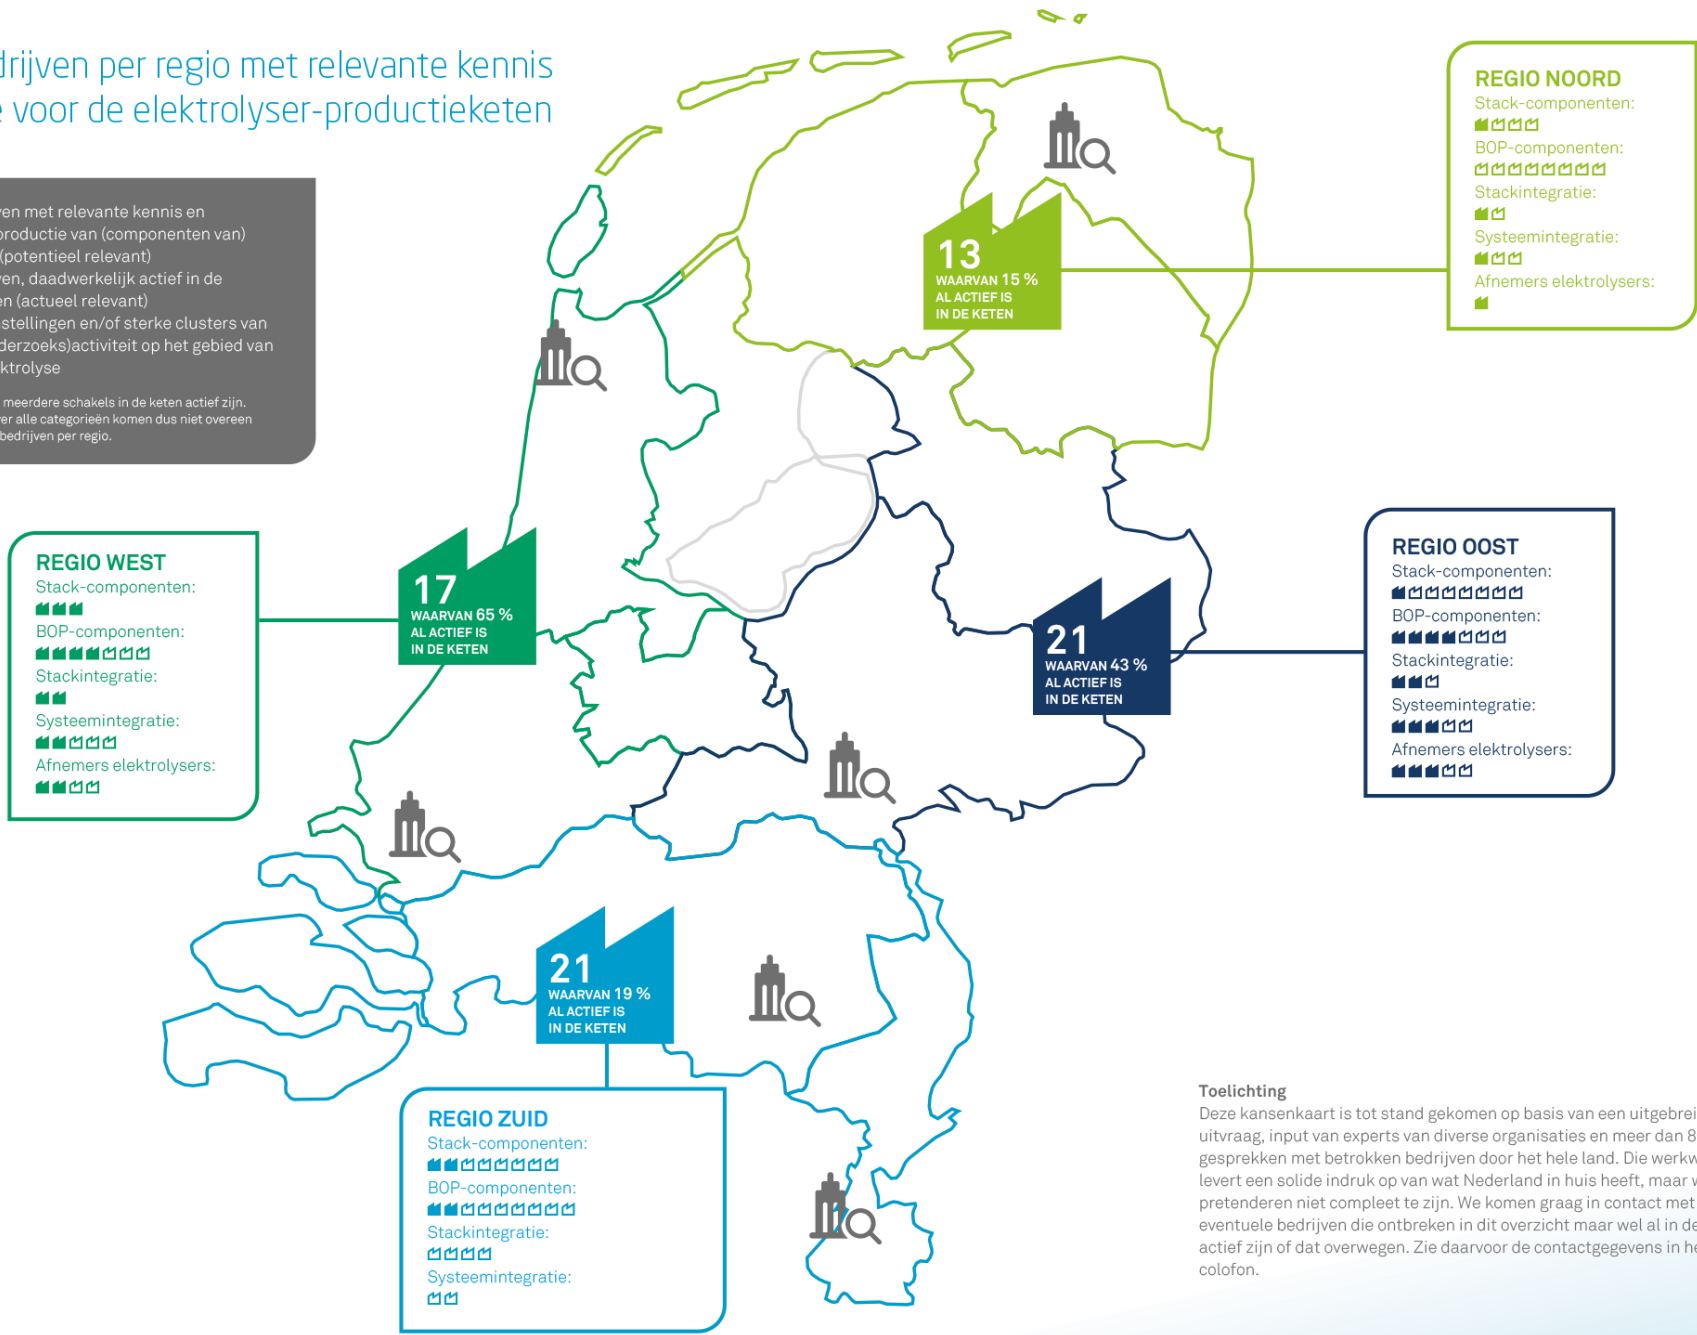 drijven per regio met relevante kennis
voor de elektrolyser-productieketen
ven met relevante kennis en
productie van (componenten van)
(potentieel relevant)
ven, daadwerkelijk actief in de
en (actueel relevant)
nstellingen en/of sterke clusters van
derzoeks)activiteit op het gebied van
ktrolyse
meerdere schakels in de keten actief zijn.
ver alle categorieën komen dus niet overeen
bedrijven per regio.
REGIO NOORD
Stack-componenten:
BOP-componenten:
Stackintegratie:
Systeemintegratie:
Afnemers elektrolysers:
13
WAARVAN 15 %
AL ACTIEF IS
IN DE KETEN
REGIO WEST
Stack-componenten:
BOP-componenten:
Stackintegratie:
Systeemintegratie:
Afnemers elektrolysers:
17
WAARVAN 65 %
AL ACTIEF IS
IN DE KETEN
REGIO OOST
Stack-componenten:
BOP-componenten:
Stackintegratie:
Systeemintegratie:
Afnemers elektrolysers:
21
WAARVAN 43 %
AL ACTIEF IS
IN DE KETEN
21
WAARVAN 19 %
AL ACTIEF IS
IN DE KETEN
REGIO ZUID
Stack-componenten:
BOP-componenten:
Stackintegratie:
Systeemintegratie:
Toelichting
Deze kansenkaart is tot stand gekomen op basis van een uitgebrei
uitvraag, input van experts van diverse organisaties en meer dan 8
gesprekken met betrokken bedrijven door het hele land. Die werkw
levert een solide indruk op van wat Nederland in huis heeft, maar w
pretenderen niet compleet te zijn. We komen graag in contact met
eventuele bedrijven die ontbreken in dit overzicht maar wel al in de
actief zijn of dat overwegen. Zie daarvoor de contactgegevens in he
colofon.